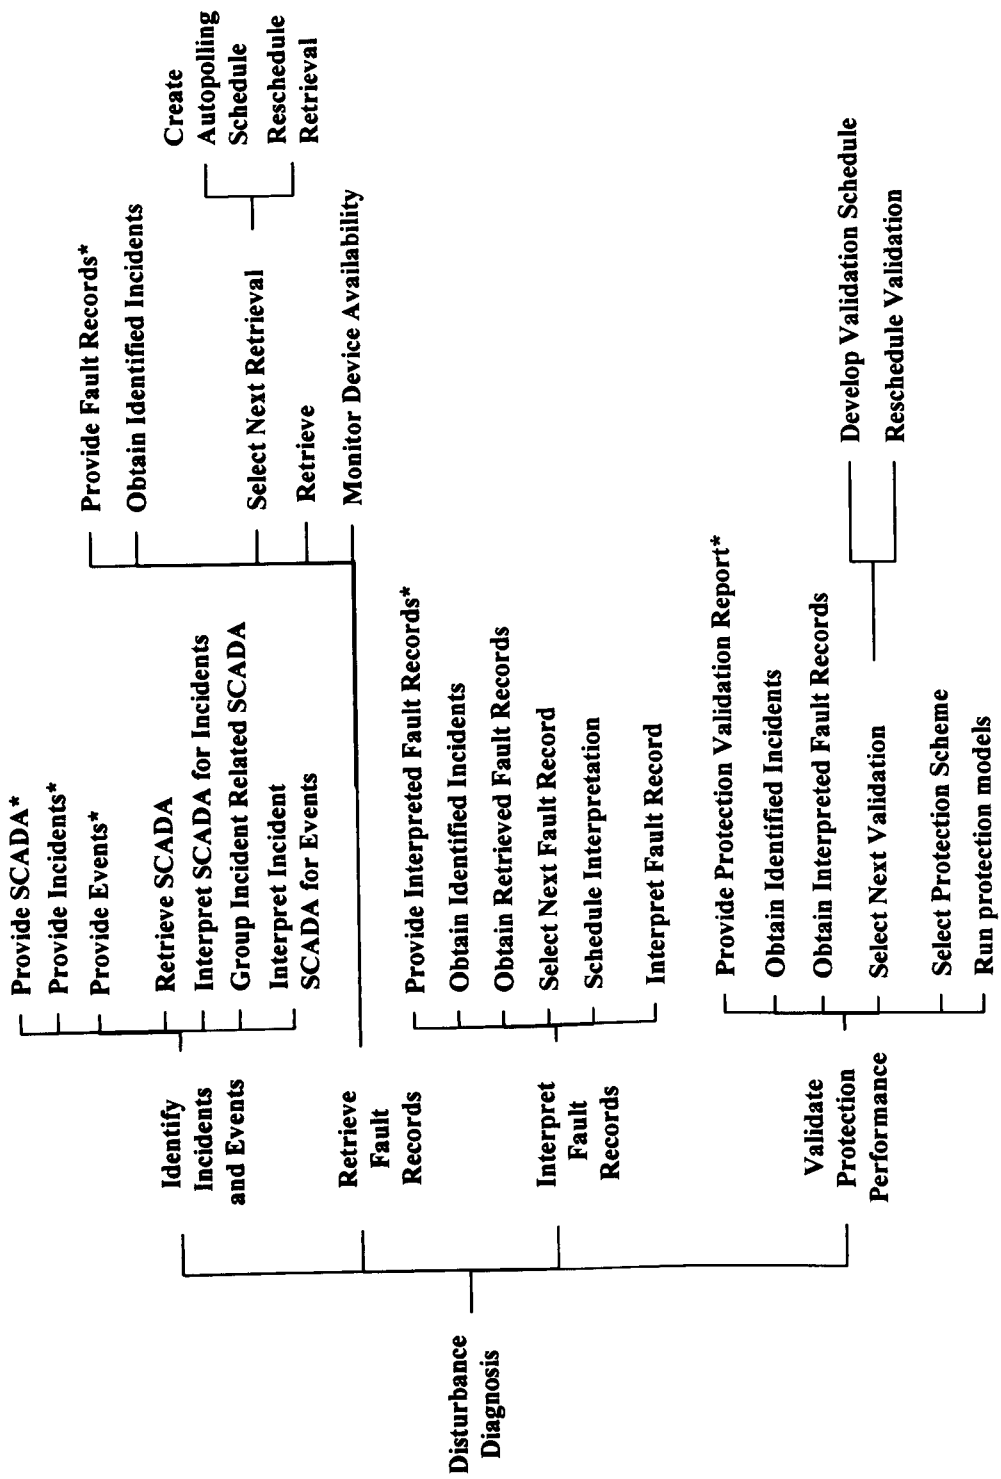 Disturbance
Diagnosis
Identify
Incidents
and Events
Provide SCADA*
Provide Incidents*
Provide Events*
Retrieve SCADA
Interpret SCADA for Incidents
Group Incident Related SCADA
Interpret Incident
SCADA for Events
Retrieve
Fault
Records
Provide Fault Records*
Obtain Identified Incidents
Select Next Retrieval
Create
Autopolling
Schedule
Reschedule
Retrieval
Retrieve
Monitor Device Availability
Interpret
Fault
Records
Provide Interpreted Fault Records*
Obtain Identified Incidents
Obtain Retrieved Fault Records
Select Next Fault Record
Schedule Interpretation
Interpret Fault Record
Validate
Protection
Performance
Provide Protection Validation Report*
Obtain Identified Incidents
Obtain Interpreted Fault Records
Select Next Validation
Develop Validation Schedule
Reschedule Validation
Select Protection Scheme
Run protection models